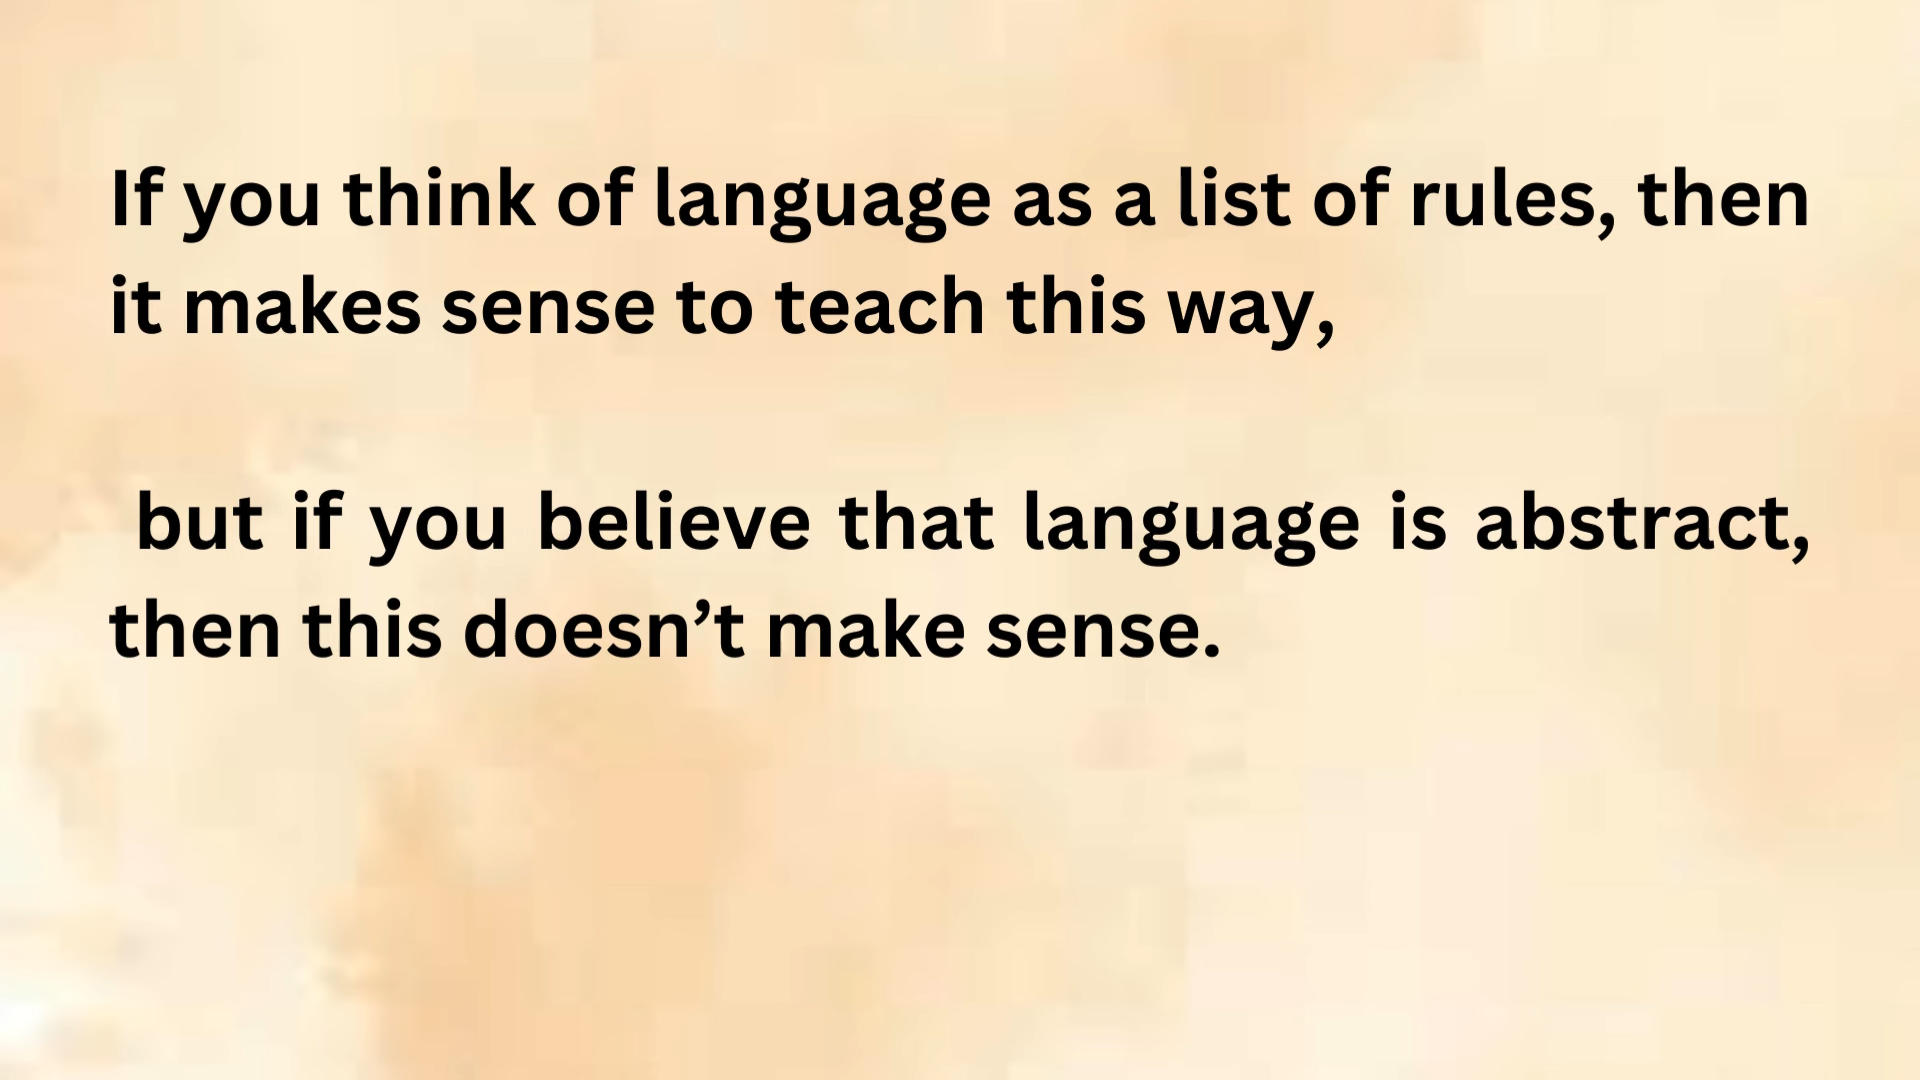 If you think of language as a list of rules, then
it makes sense to teach this way,
but if you believe that language is abstract,
then this doesn’t make sense.